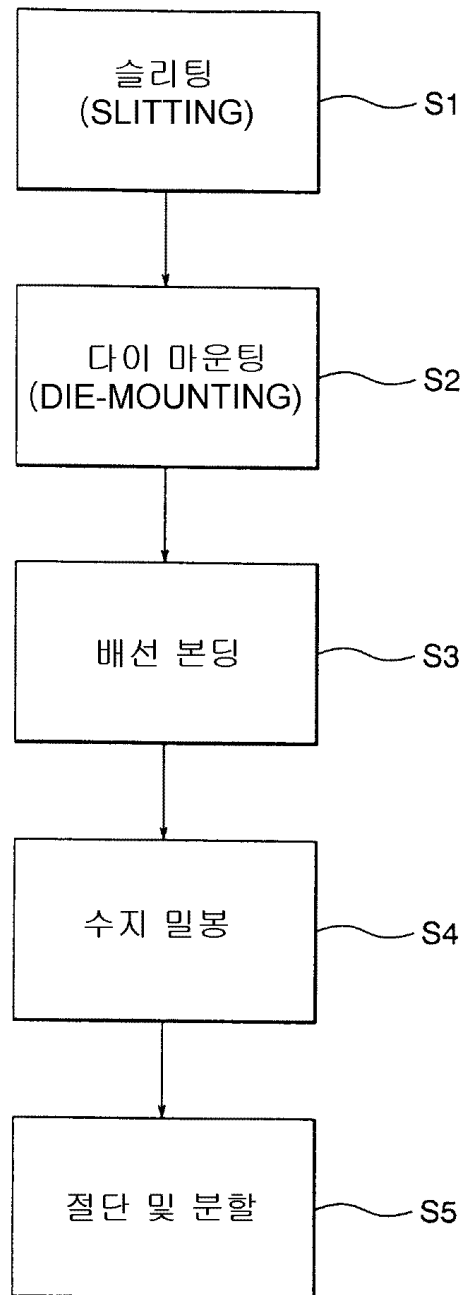 슬리팅
(SLITTING)
S1
다이 마운팅
(DIE-MOUNTING)
S2
배선 본딩
S3
수지 밀봉
S4
절단 및 분할
S5